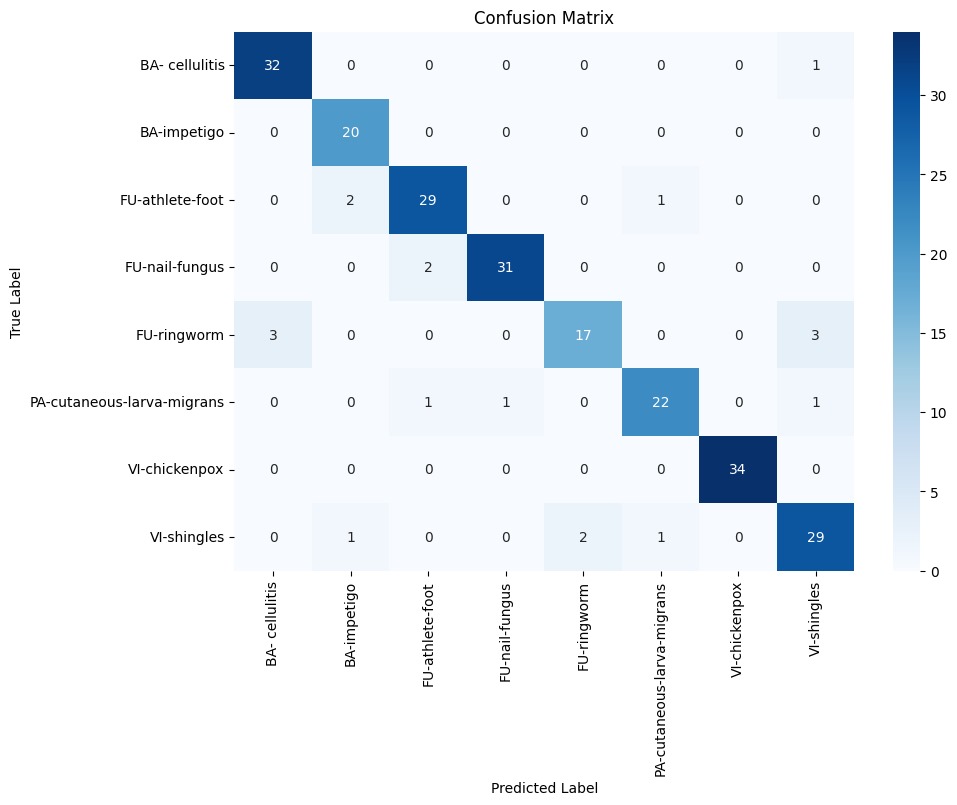 Confusion Matrix
True Label
BA- cellulitis 32 0 0 0 0 0 0 1
BA-impetigo 0 20 0 0 0 0 0 0
FU-athlete-foot 0 2 29 0 0 1 0 0
FU-nail-fungus 0 0 2 31 0 0 0 0
FU-ringworm 3 0 0 0 17 0 0 3
PA-cutaneous-larva-migrans 0 0 1 1 0 22 0 1
VI-chickenpox 0 0 0 0 0 0 34 0
VI-shingles 0 1 0 0 2 1 0 29
BA- cellulitis
BA-impetigo
FU-athlete-foot
FU-nail-fungus
FU-ringworm
PA-cutaneous-larva-migrans
VI-chickenpox
VI-shingles
Predicted Label
30
25
20
15
10
5
0